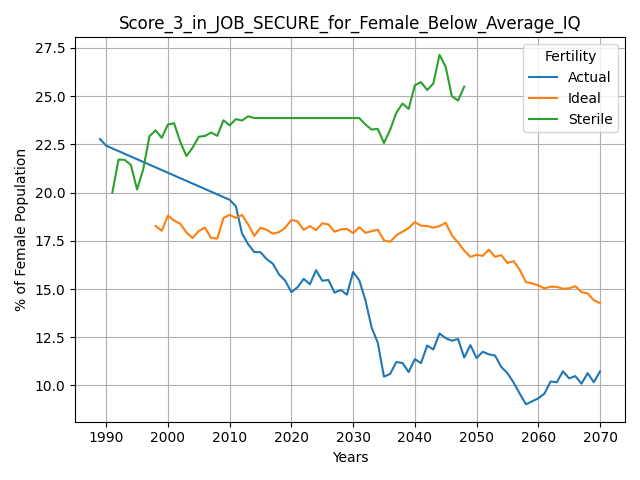 Score_3_in_JOB_SECURE_for_Female_Below_Average_IQ
Fertility
Actual
Ideal
Sterile
% of Female Population
27.5
25.0
22.5
20.0
17.5
15.0
12.5
10.0
1990 2000 2010 2020 2030 2040 2050 2060 2070
Years